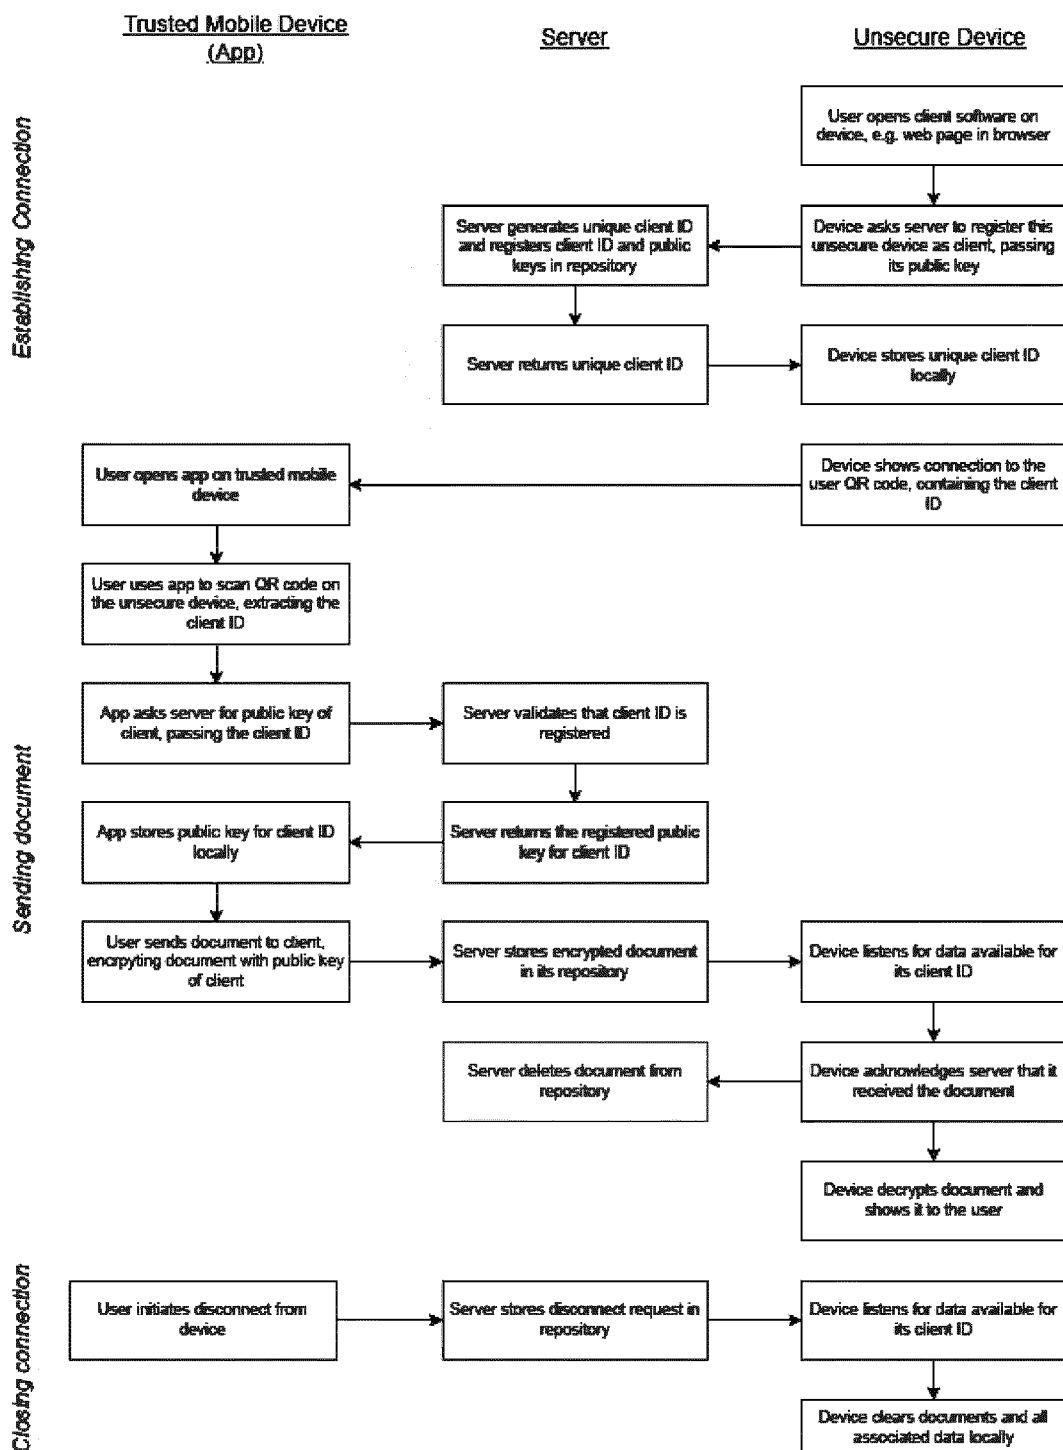 Trusted Mobile Device
(App)
Server
Unsecure Device
Establishing Connection
User opens client software on
device, e.g. web page in browser
Server generates unique client ID
and registers client ID and public
keys in repository
Device asks server to register this
unsecure device as client, passing
its public key
Server returns unique client ID
Device stores unique client ID
locally
User opens app on trusted mobile
device
Device shows connection to the
user QR code, containing the client
ID
User uses app to scan QR code on
the unsecure device, extracting the
client ID
Sending document
App asks server for public key of
client, passing the client ID
Server validates that client ID is
registered
App stores public key for client ID
locally
Server returns the registered public
key for client ID
User sends document to client,
encrpyting document with public key
of client
Server stores encrypted document
in its repository
Device listens for data available for
its client ID
Server deletes document from
repository
Device acknowledges server that it
received the document
Device decrypts document and
shows it to the user
Closing connection
User initiates disconnect from
device
Server stores disconnect request in
repository
Device listens for data available for
its client ID
Device clears documents and all
associated data locally